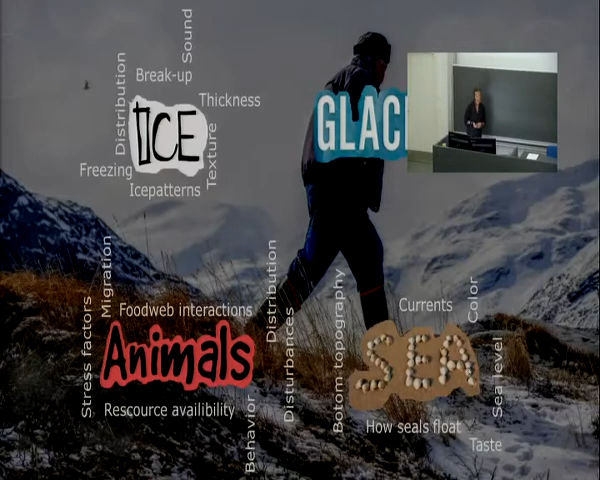 Sound
Distribution
Break-up
Thickness
ICE
Texture
Freezing
Icepatterns
GLACI
Migration
Stress factors
Foodweb interactions
Animals
Rescource availibility
Behavior
Distribution
Disturbances
Botom topography
Currents
Color
SEA
Sea level
How seals float
Taste